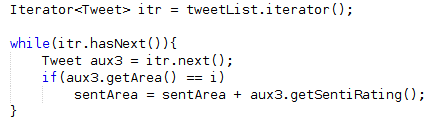 Iterator<Tweet> itr = tweetList.iterator();
while(itr.hasNext()){
Tweet aux3 = itr.next();
if(aux3.getArea() == i)
sentArea = sentArea + aux3.getSentiRating();
}